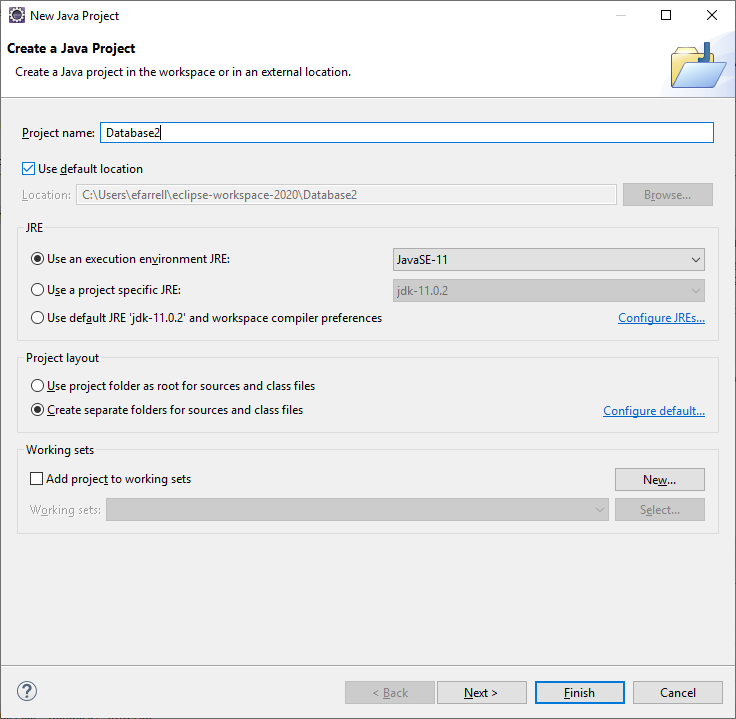 New Java Project
Create a Java Project
Create a Java project in the workspace or in an external location.
Project name: Database2
Use default location
Location: C:\Users\efarrell\eclipse-workspace-2020\Database2 Browse...
JRE
Use an execution environment JRE: JavaSE-11
Use a project specific JRE: jdk-11.0.2
Use default JRE 'jdk-11.0.2' and workspace compiler preferences Configure JREs...
Project layout
Use project folder as root for sources and class files
Create separate folders for sources and class files Configure default...
Working sets
Add project to working sets New...
Working sets: Select...
? < Back Next > Finish Cancel